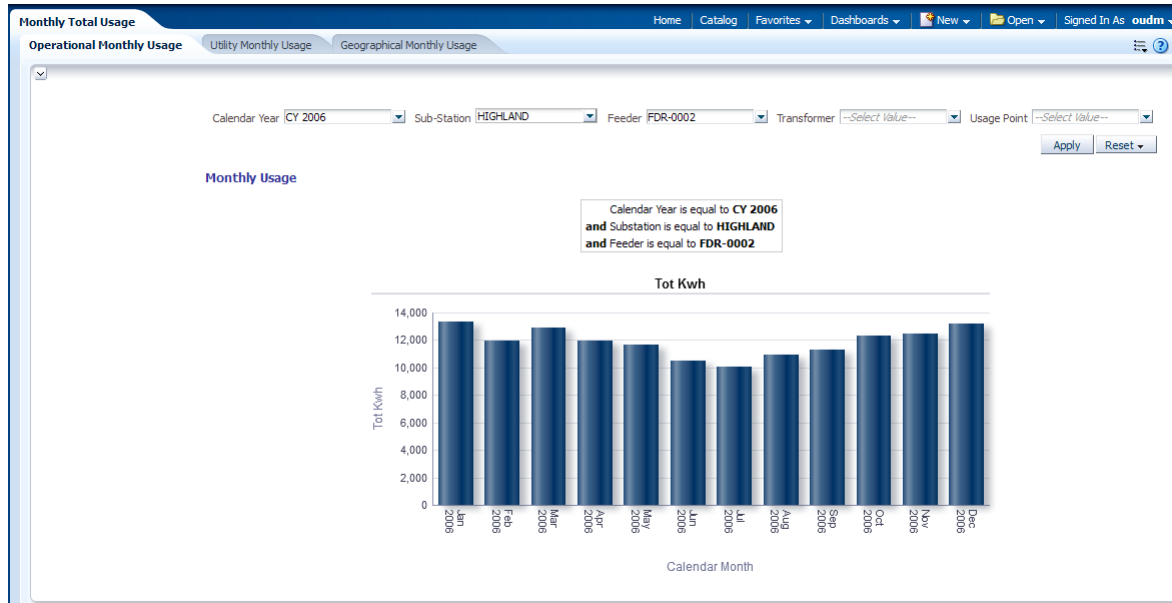 Monthly Total Usage
Home Catalog Favorites Dashboards New Open Signed In As oudm
Operational Monthly Usage Utility Monthly Usage Geographical Monthly Usage
Calendar Year CY 2006 Sub-Station HIGHLAND Feeder FDR-0002 Transformer --Select Value-- Usage Point --Select Value--
Apply Reset
Monthly Usage
Calendar Year is equal to CY 2006
and Substation is equal to HIGHLAND
and Feeder is equal to FDR-0002
Tot Kwh
14,000
12,000
10,000
8,000
6,000
4,000
2,000
0
Tot Kwh
Jan 2006
Feb 2006
Mar 2006
Apr 2006
May 2006
Jun 2006
Jul 2006
Aug 2006
Sep 2006
Oct 2006
Nov 2006
Dec 2006
Calendar Month